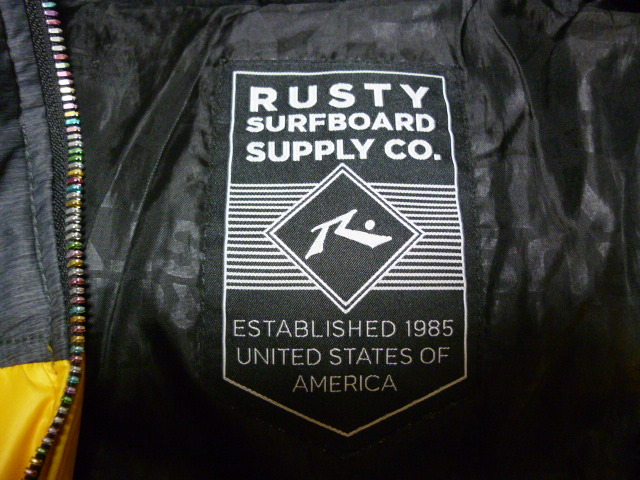 RUSTY
SURFBOARD
SUPPLY CO.
ESTABLISHED 1985
UNITED STATES OF
AMERICA